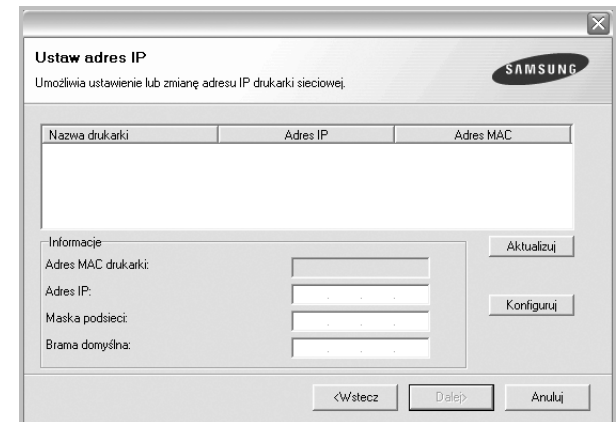 Ustaw adres IP
Umożliwia ustawienie lub zmianę adresu IP drukarki sieciowej.
SAMSUNG
Nazwa drukarki Adres IP Adres MAC
Informacje
Aktualizuj
Adres MAC drukarki:
Adres IP:
Konfiguruj
Maska podsieci:
Brama domyślna:
<Wstecz Dalej> Anuluj